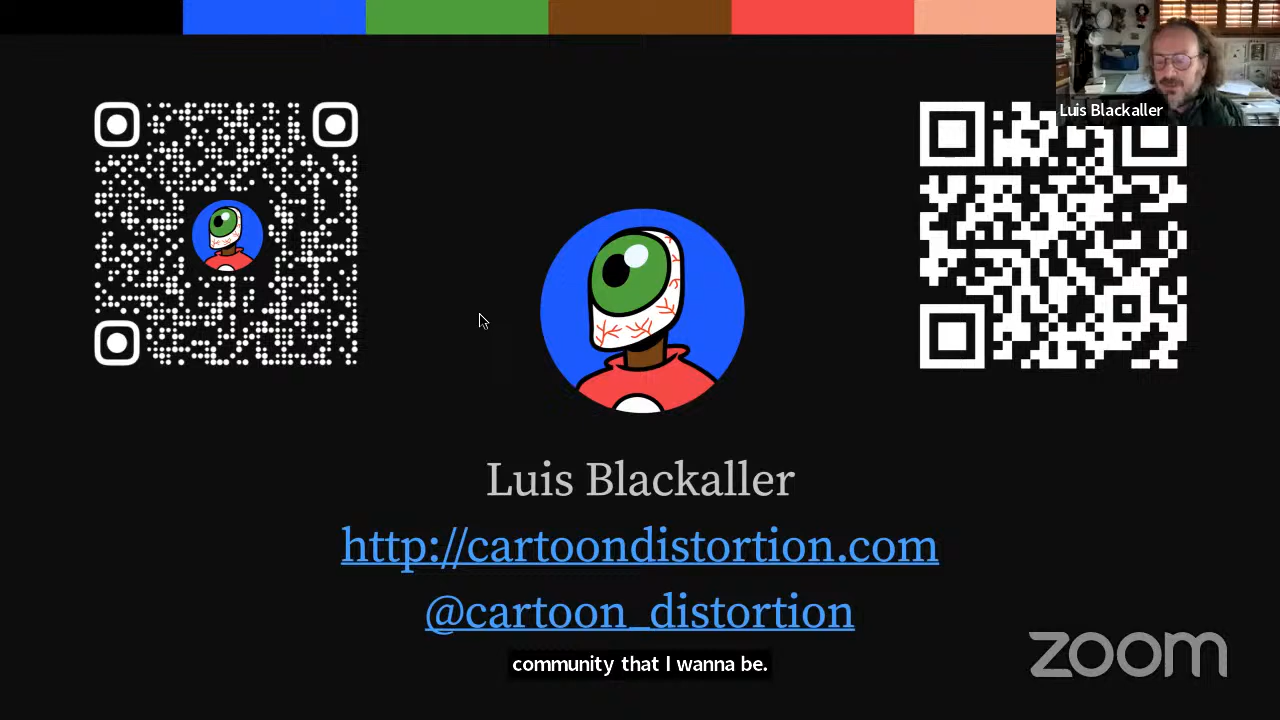 Luis Blackaller
Luis Blackaller
http://cartoondistortion.com
@cartoon_distortion
community that I wanna be.
zoom